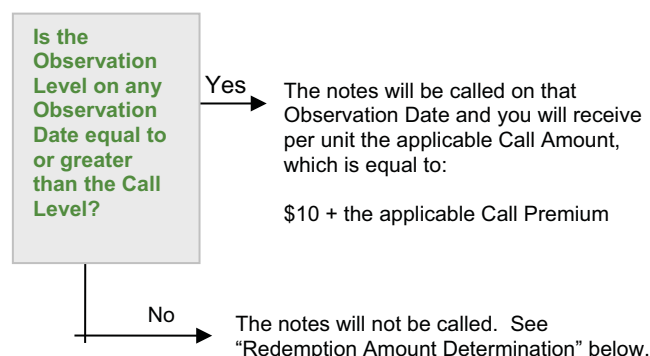 Is the
Observation
Level on any
Observation
Date equal to
or greater
than the Call
Level?
Yes
The notes will be called on that
Observation Date and you will receive
per unit the applicable Call Amount,
which is equal to:
$10 + the applicable Call Premium
No
The notes will not be called.  See
“Redemption Amount Determination” below.